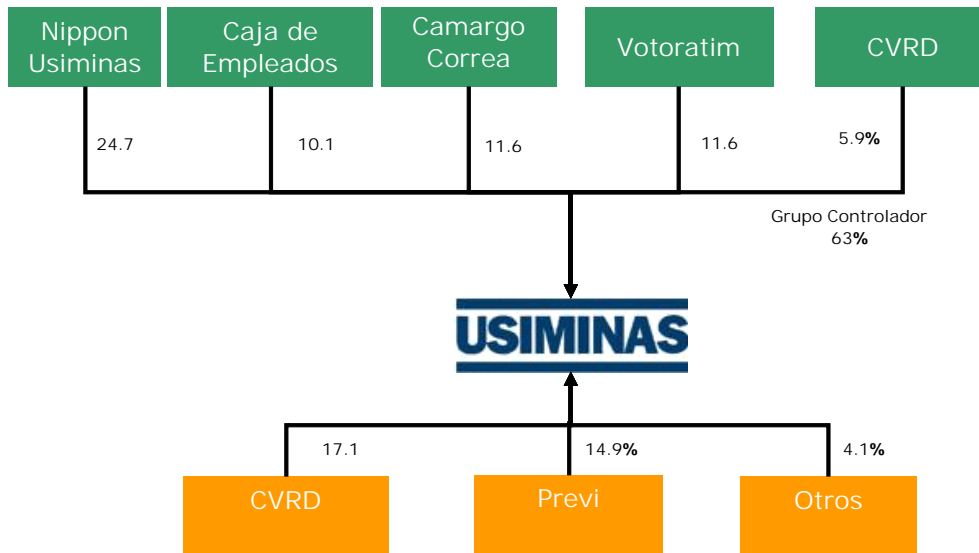 Nippon
Usiminas
Caja de
Empleados
Camargo
Correa
Votoratim
CVRD
24.7
10.1
11.6
11.6
5.9%
Grupo Controlador
63%
USIMINAS
17.1
14.9%
4.1%
CVRD
Previ
Otros